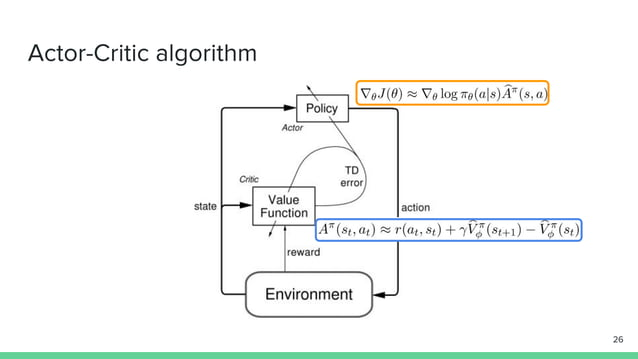 Actor-Critic algorithm
∇θJ(θ) ≈ ∇θ log πθ(a|s)Âπ(s, a)
Policy
Actor
TD
error
Critic
Value
Function
state
action
Aπ(st, at) ≈ r(at, st) + γV̂πϕ(st+1) − V̂πϕ(st)
reward
Environment
26